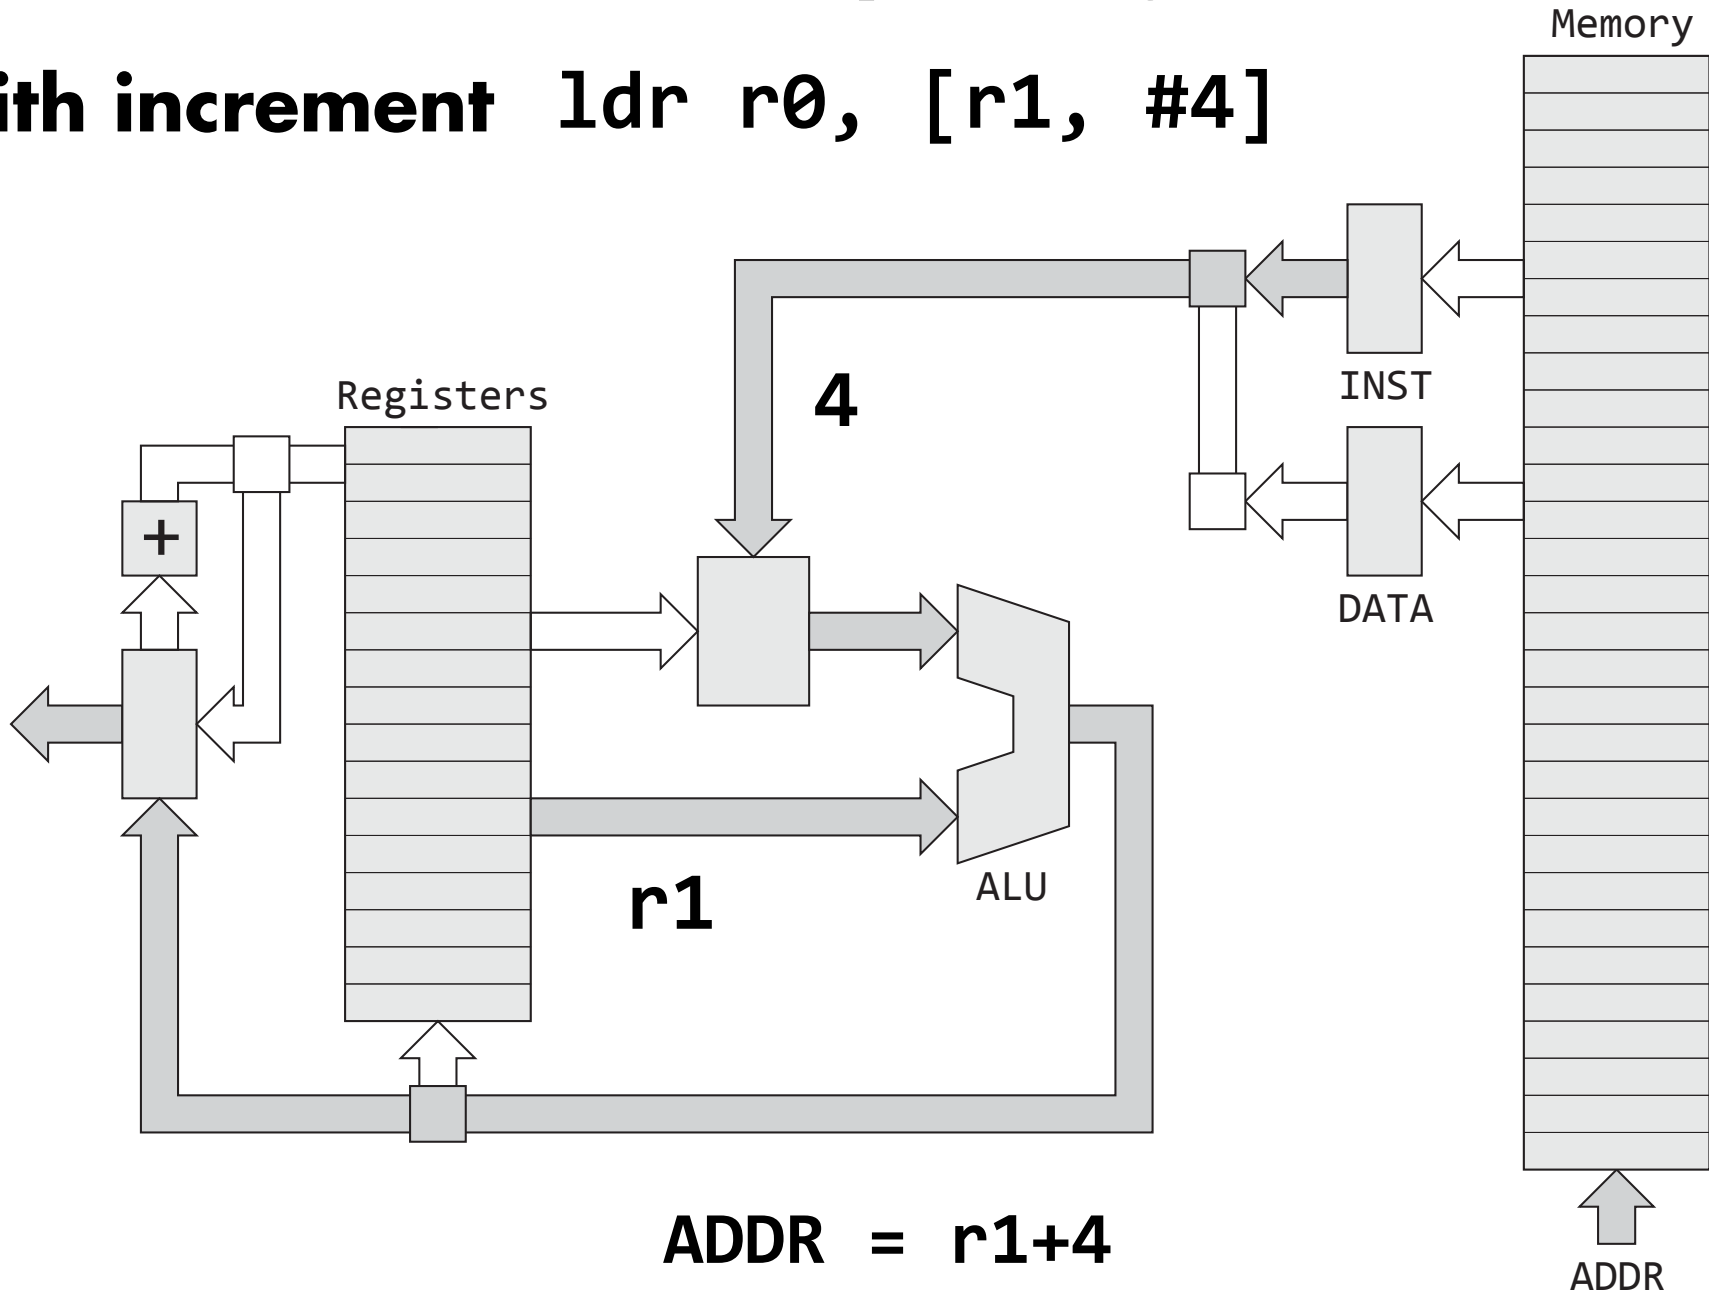 Memory
ith increment ldr r0, [r1, #4]
INST
Registers
4
+
DATA
ALU
r1
ADDR = r1+4
ADDR